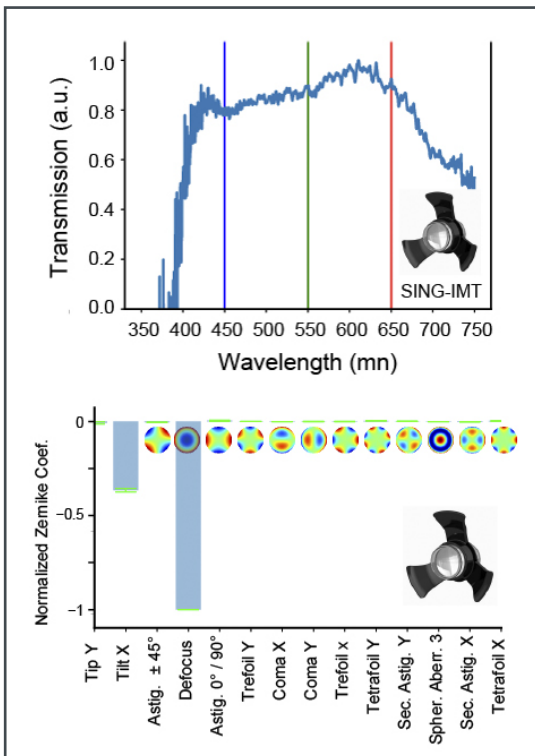 Transmission (a.u.)
1.0
0.8
0.6
0.4
0.2
0.0
SING-IMT
350 400 450 500 550 600 650 700 750
Wavelength (mn)
Normalized Zemike Coef.
0
−0.5
−1
Tip Y
Tilt X
Astig. ± 45°
Defocus
Astig. 0° / 90°
Trefoil Y
Coma X
Coma Y
Trefoil x
Tetrafoil Y
Sec. Astig. Y
Spher. Aberr. 3
Sec. Astig. X
Tetrafoil X